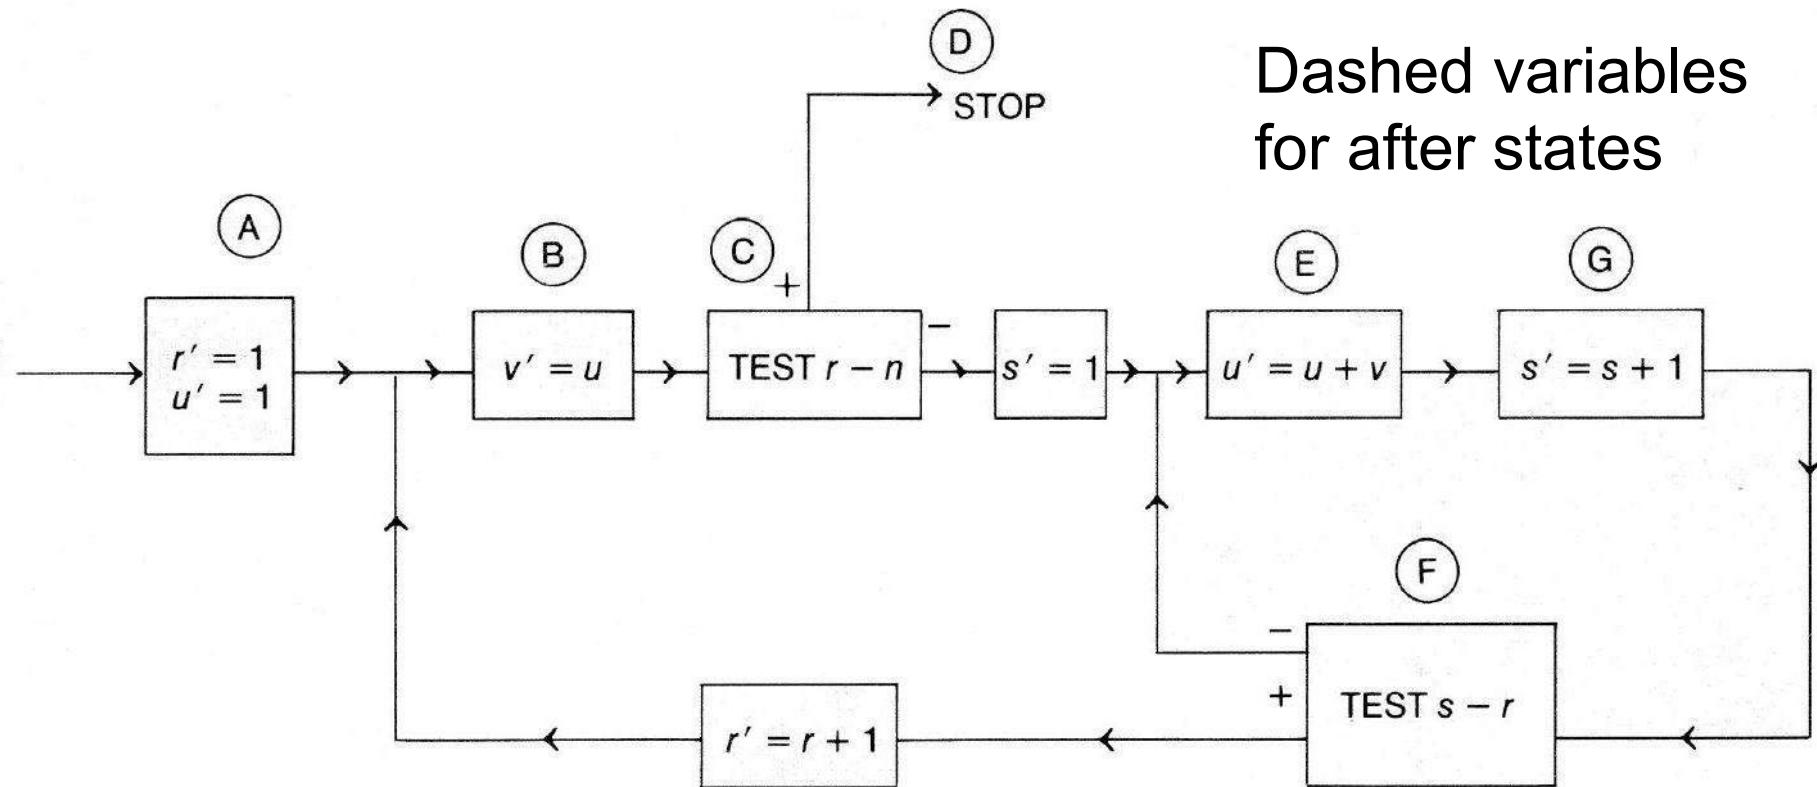 D
STOP
Dashed variables
for after states
A
B
C
+
−
E
G
r′ = 1
u′ = 1
v′ = u
TEST r − n
s′ = 1
u′ = u + v
s′ = s + 1
F
−
+
TEST s − r
r′ = r + 1